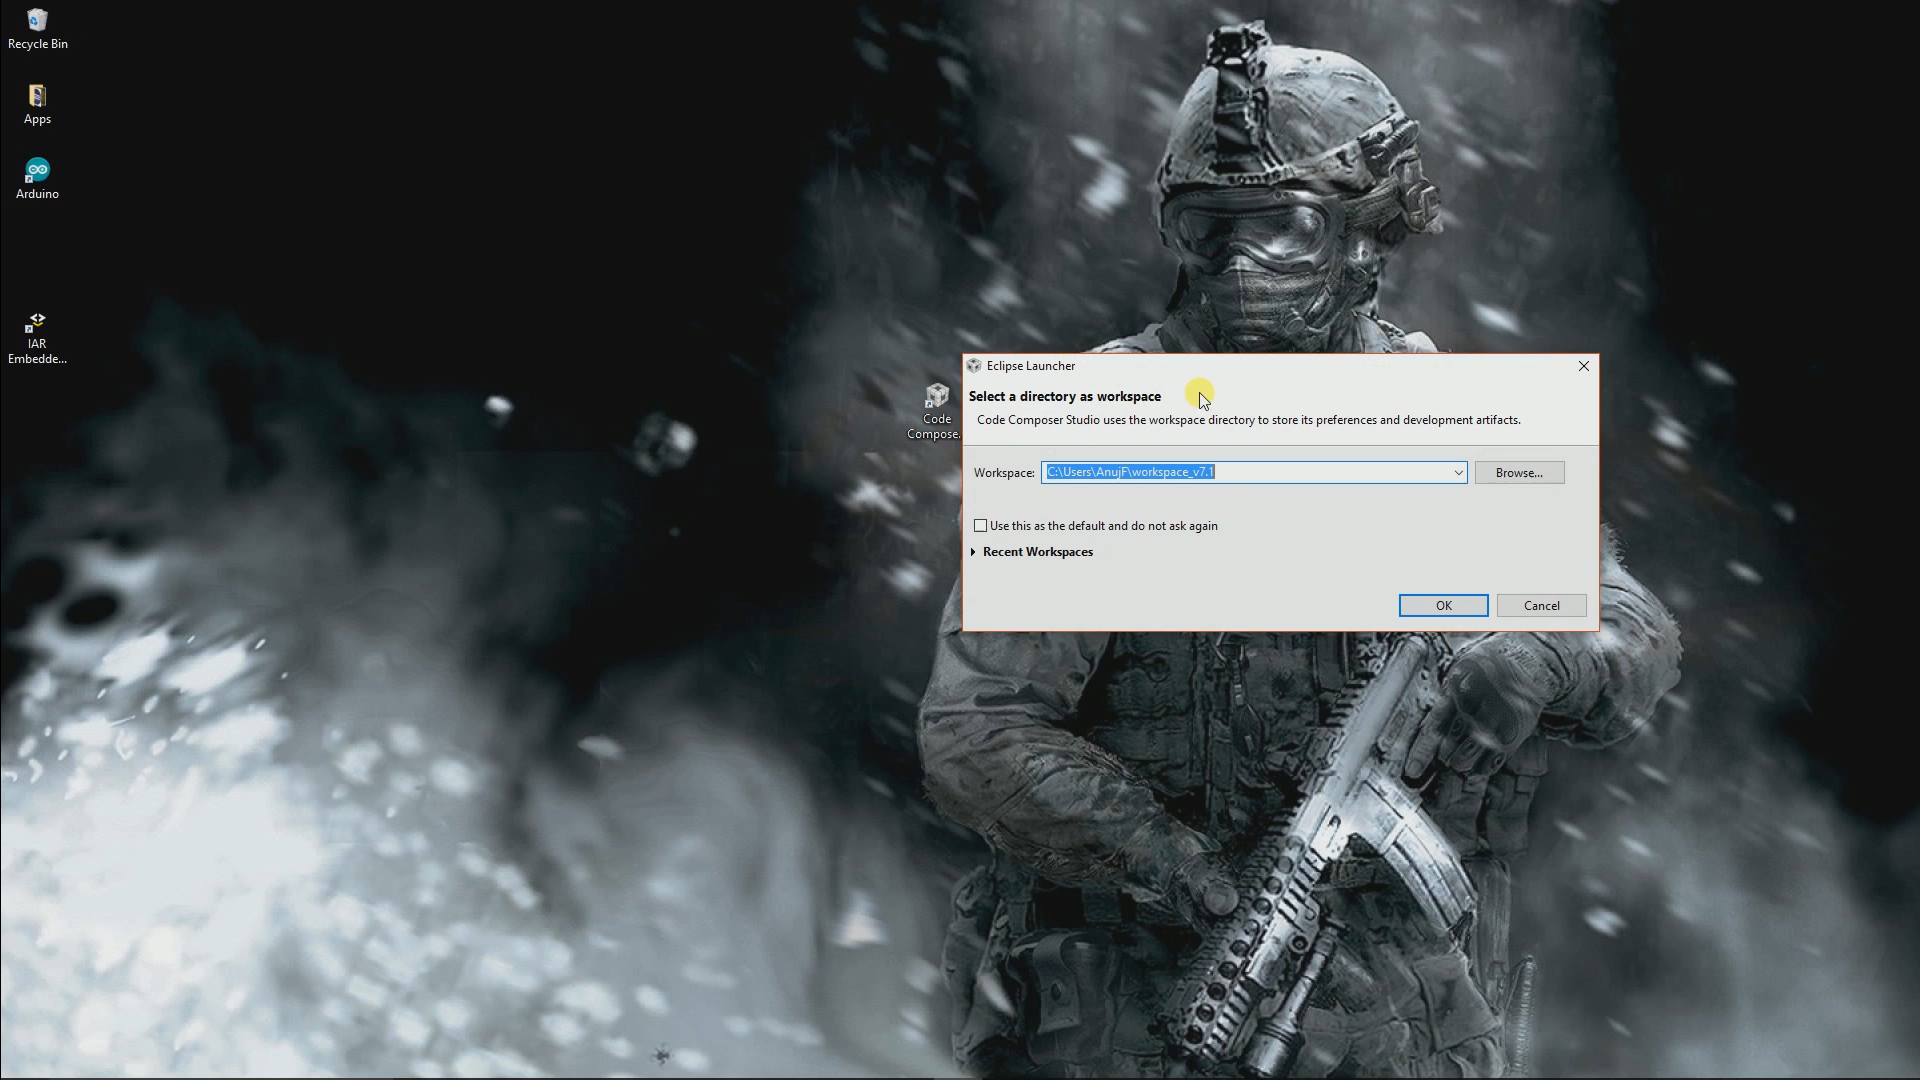 Recycle Bin
Apps
Arduino
IAR
Embedde...
Code
Compose.
Eclipse Launcher
Select a directory as workspace
Code Composer Studio uses the workspace directory to store its preferences and development artifacts.
Workspace: C:\Users\AnujF\workspace_v7.1 Browse...
Use this as the default and do not ask again
Recent Workspaces
OK Cancel